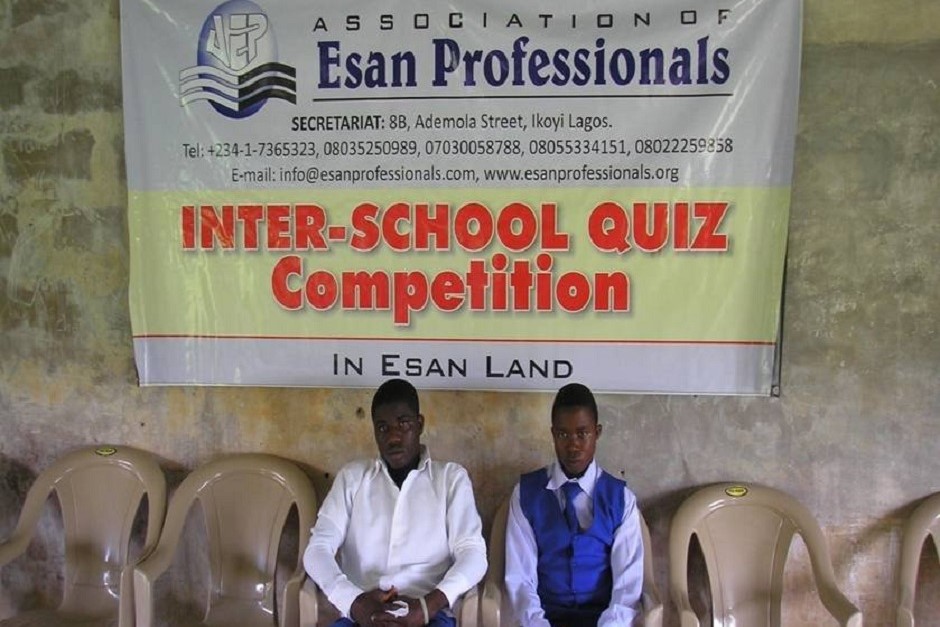 AEP
ASSOCIATION OF
Esan Professionals
SECRETARIAT: 8B, Ademola Street, Ikoyi Lagos.
Tel: +234-1-7365323, 08035250989, 07030058788, 08055334151, 08022259858
E-mail: info@esanprofessionals.com, www.esanprofessionals.org
INTER-SCHOOL QUIZ
Competition
IN ESAN LAND